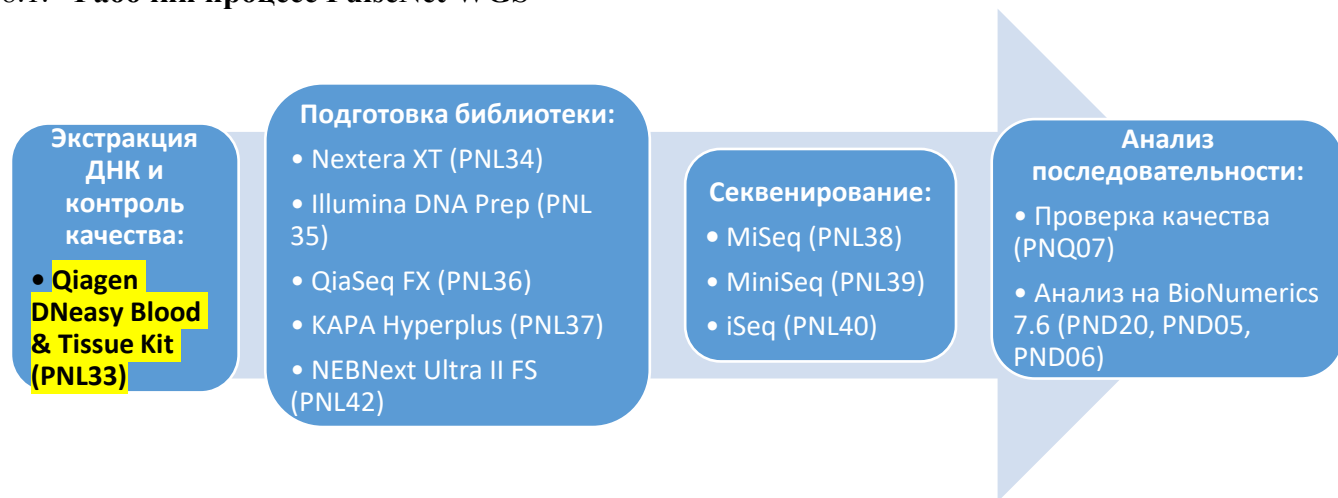 Экстракция
ДНК и
контроль
качества:
• Qiagen
DNeasy Blood
& Tissue Kit
(PNL33)
Подготовка библиотеки:
• Nextera XT (PNL34)
• Illumina DNA Prep (PNL
35)
• QiaSeq FX (PNL36)
• KAPA Hyperplus (PNL37)
• NEBNext Ultra II FS
(PNL42)
Секвенирование:
• MiSeq (PNL38)
• MiniSeq (PNL39)
• iSeq (PNL40)
Анализ
последовательности:
• Проверка качества
(PNQ07)
• Анализ на BioNumerics
7.6 (PND20, PND05,
PND06)